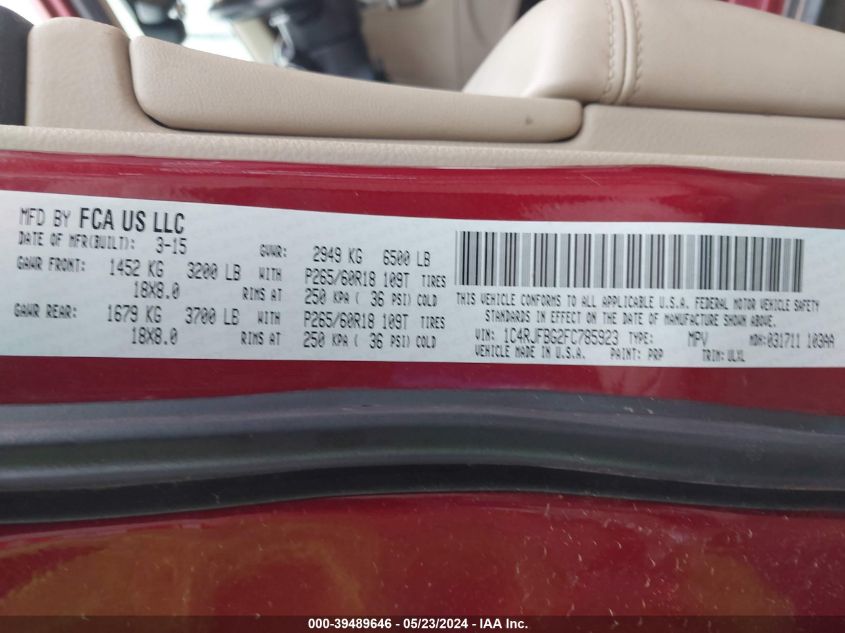 MFD BY FCA US LLC
DATE OF MFR(BUILT): 3-15 GVWR: 2949 KG 6500 LB
GAWR FRONT: 1452 KG 3200 LB WITH P265/60R18 109T TIRES
18X8.0 RIMS AT 250 KPA ( 36 PSI) COLD
GAWR REAR: 1679 KG 3700 LB WITH P265/60R18 109T TIRES
18X8.0 RIMS AT 250 KPA ( 36 PSI) COLD
THIS VEHICLE CONFORMS TO ALL APPLICABLE U.S.A. FEDERAL MOTOR VEHICLE SAFETY
STANDARDS IN EFFECT ON THE DATE OF MANUFACTURE SHOWN ABOVE.
VIN: 1C4RJFBG2FC785923 TYPE: MPV MDH: 031711 103AA
VEHICLE MADE IN U.S.A. PAINT: PRP TRIM: ULXL
000-39489646 - 05/23/2024 - IAA Inc.